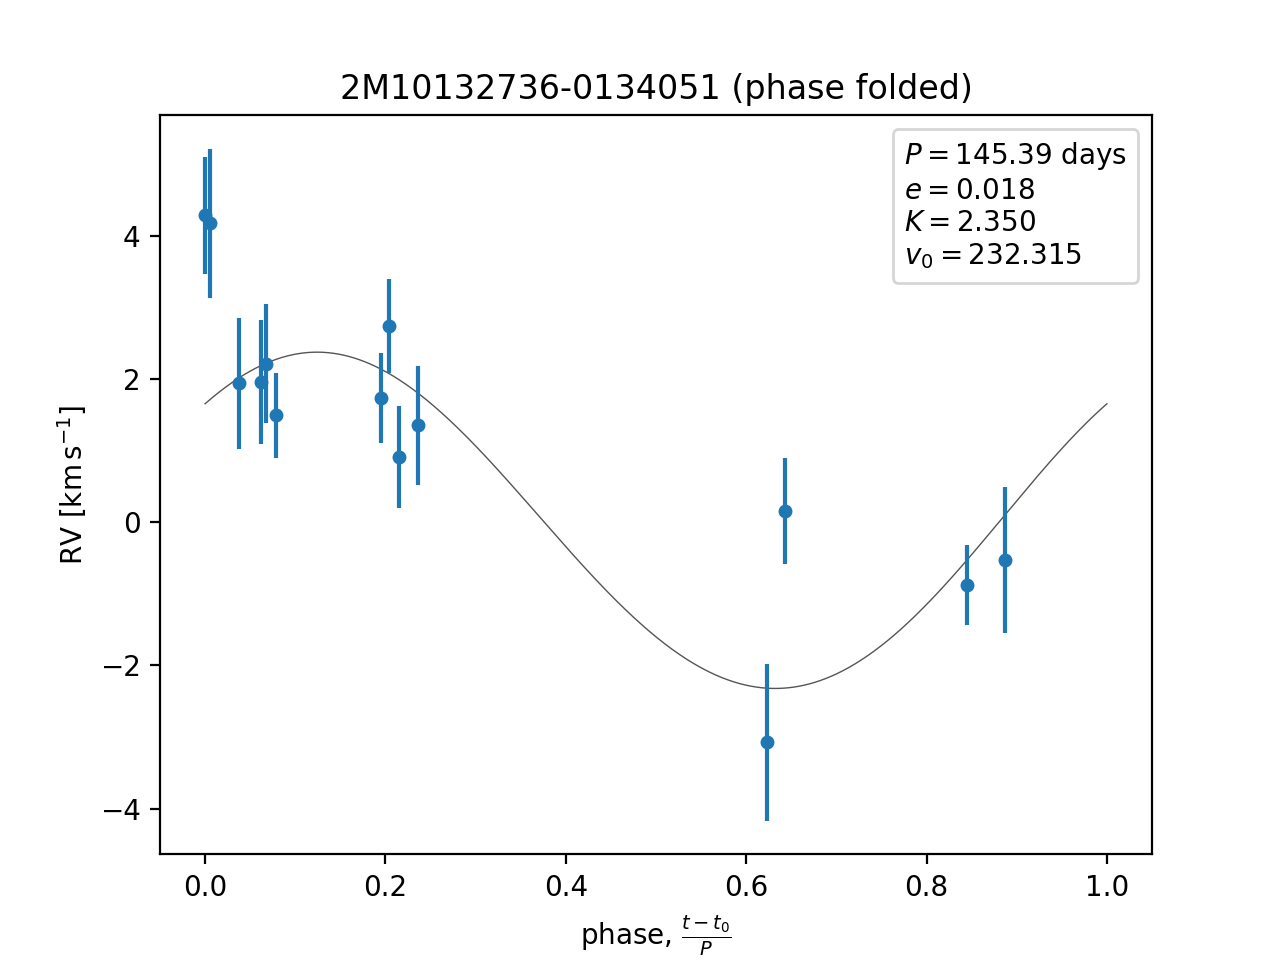 2M10132736-0134051 (phase folded)
P = 145.39 days
e = 0.018
K = 2.350
v₀ = 232.315
RV [km s⁻¹]
4
2
0
−2
−4
0.0 0.2 0.4 0.6 0.8 1.0
phase, (t − t₀)/P